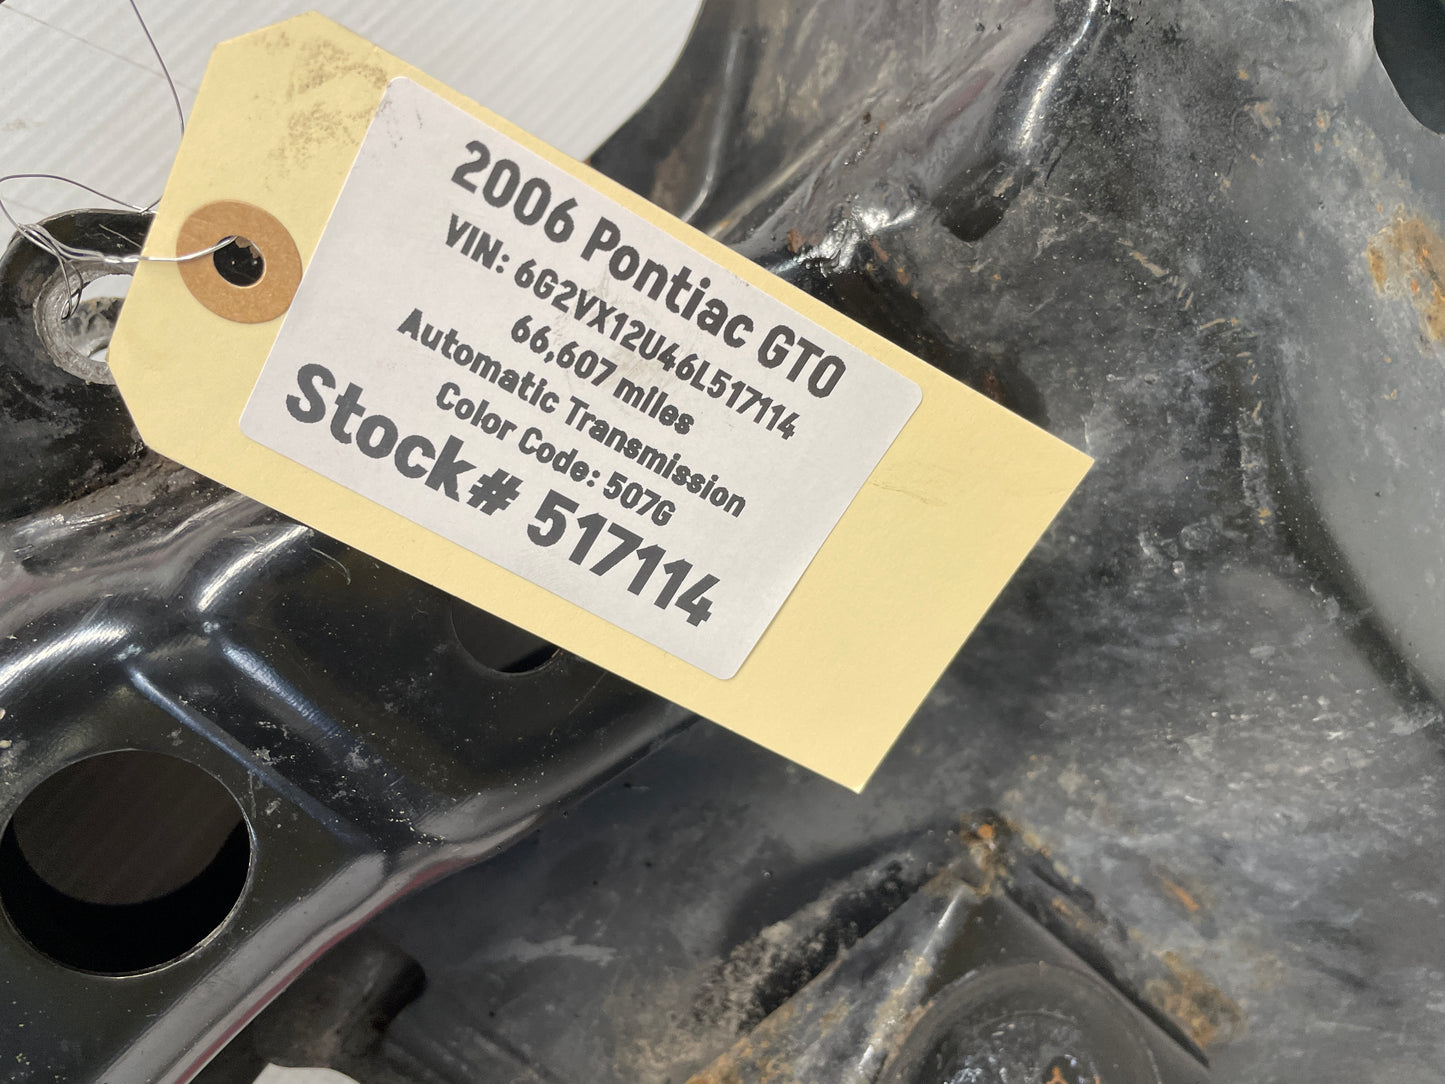 2006 Pontiac GTO
VIN: 6G2VX12U46L517114
66,607 miles
Automatic Transmission
Color Code: 507G
Stock# 517114